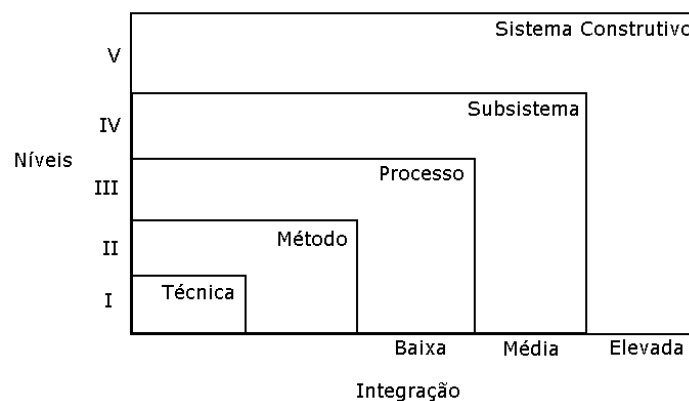 Sistema Construtivo
V
Subsistema
IV
Níveis
Processo
III
Método
II
Técnica
I
Baixa Média Elevada
Integração